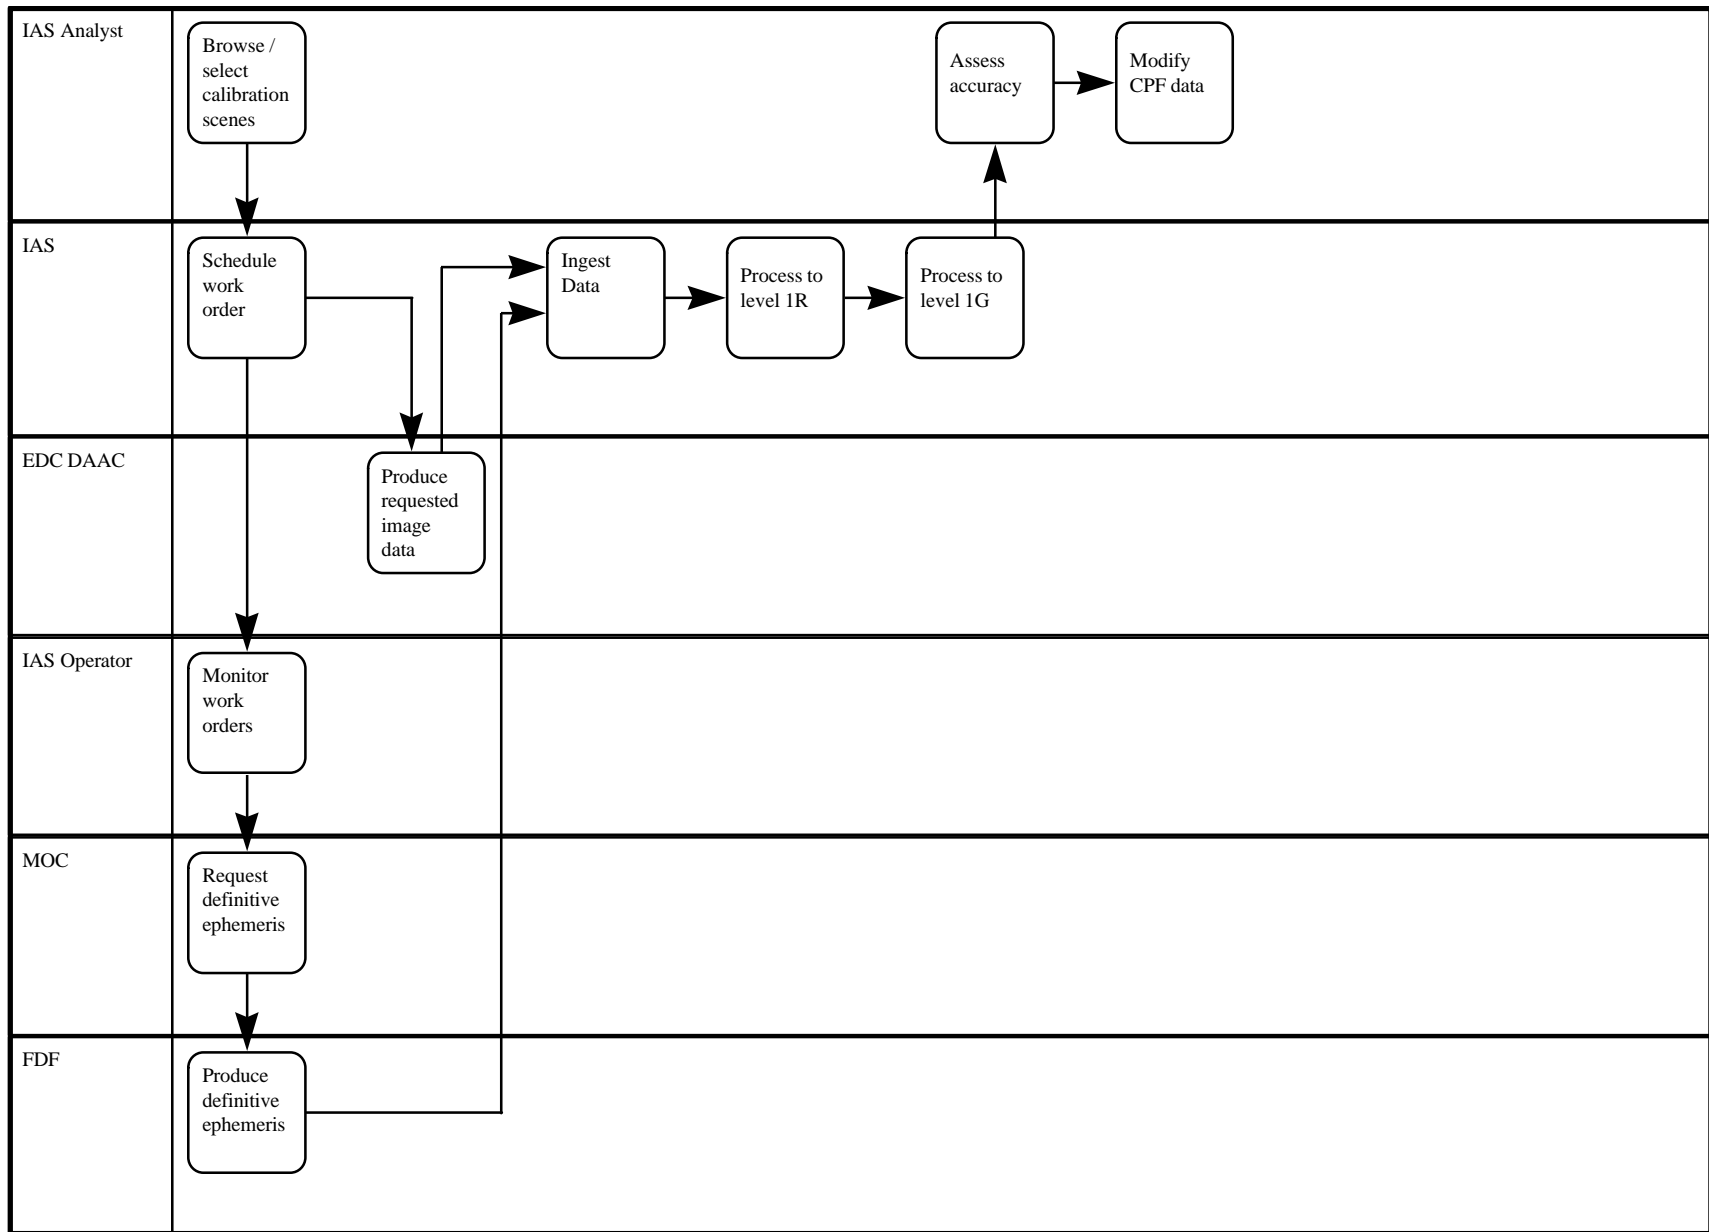 IAS Analyst
Browse /
select
calibration
scenes
Assess
accuracy
Modify
CPF data
IAS
Schedule
work
order
Ingest
Data
Process to
level 1R
Process to
level 1G
EDC DAAC
Produce
requested
image
data
IAS Operator
Monitor
work
orders
MOC
Request
definitive
ephemeris
FDF
Produce
definitive
ephemeris